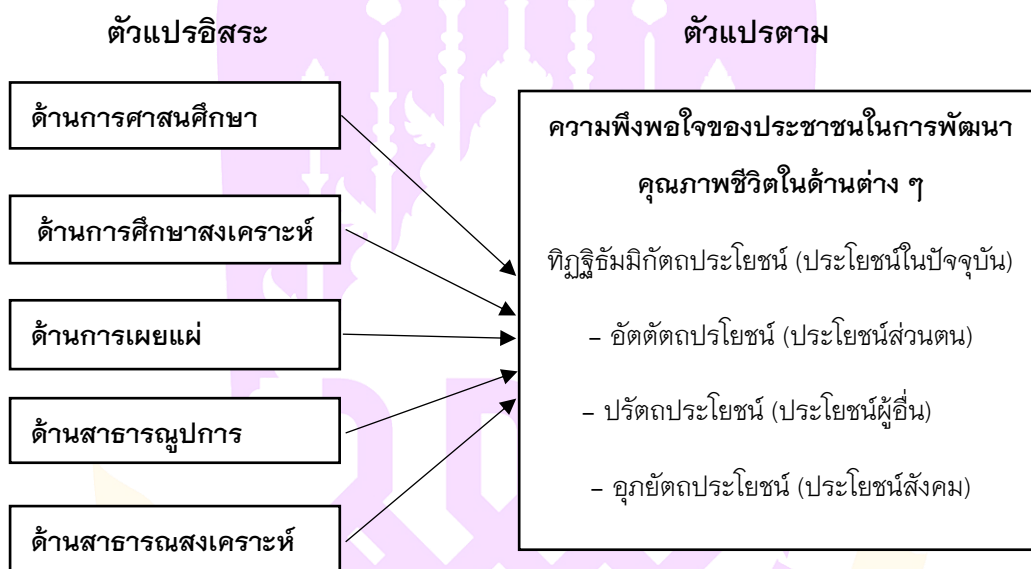 ตัวแปรอิสระ
ด้านการศาสนศึกษา
ด้านการศึกษาสงเคราะห์
ด้านการเผยแผ่
ด้านสาธารณูปการ
ด้านสาธารณสงเคราะห์
ตัวแปรตาม
ความพึงพอใจของประชาชนในการพัฒนา
คุณภาพชีวิตในด้านต่าง ๆ
ทิฏฐิธัมมิกัตถประโยชน์ (ประโยชน์ในปัจจุบัน)
– อัตตัตถปรโยชน์ (ประโยชน์ส่วนตน)
– ปรัตถประโยชน์ (ประโยชน์ผู้อื่น)
– อุภยัตถประโยชน์ (ประโยชน์สังคม)